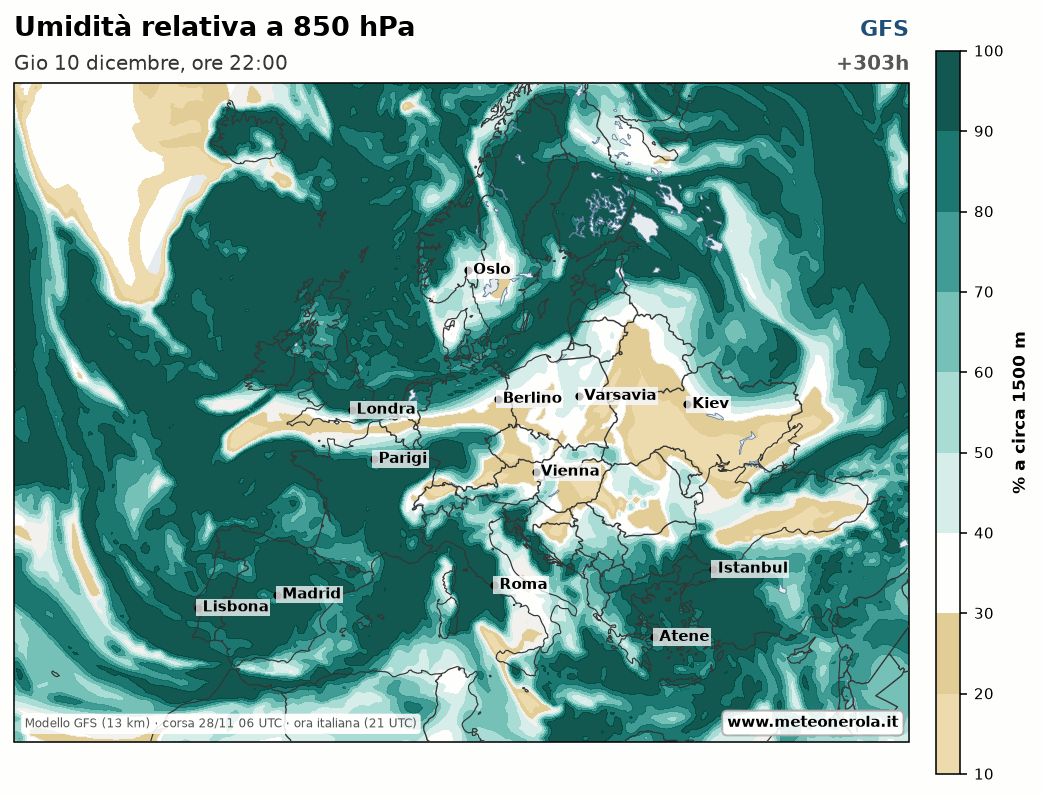 Umidità relativa a 850 hPa
GFS
Gio 10 dicembre, ore 22:00
+303h
100
90
80
70
60
50
40
30
20
10
% a circa 1500 m
Oslo
Berlino
Varsavia
Kiev
Londra
Parigi
Vienna
Istanbul
Roma
Madrid
Lisbona
Atene
Modello GFS (13 km) · corsa 28/11 06 UTC · ora italiana (21 UTC)
www.meteonerola.it